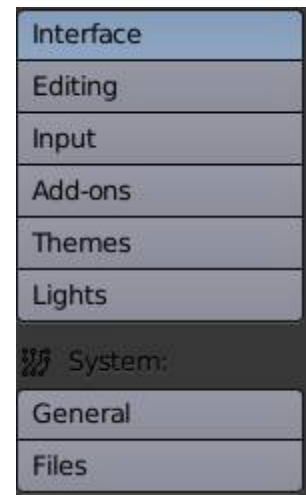 Interface
Editing
Input
Add-ons
Themes
Lights
System:
General
Files